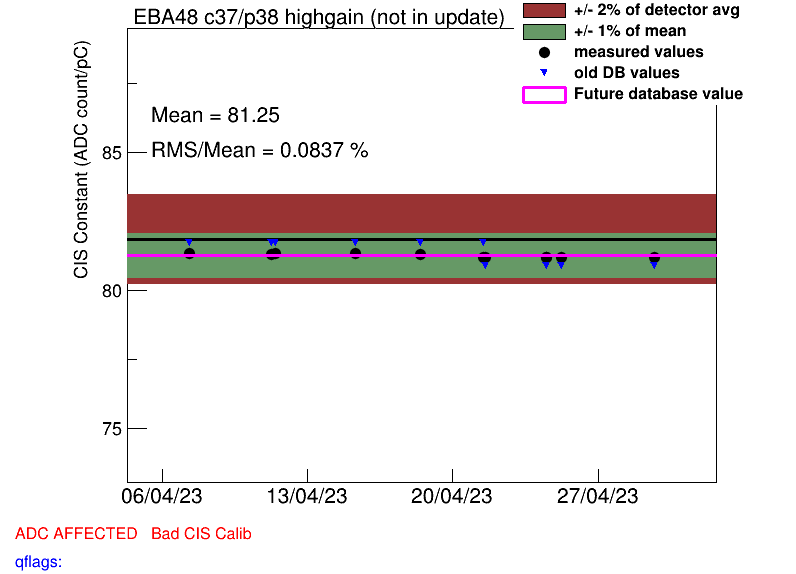 EBA48 c37/p38 highgain (not in update)
+/- 2% of detector avg
+/- 1% of mean
measured values
old DB values
Future database value
CIS Constant (ADC count/pC)
Mean = 81.25
RMS/Mean = 0.0837 %
85
80
75
06/04/23 13/04/23 20/04/23 27/04/23
ADC AFFECTED Bad CIS Calib
qflags: